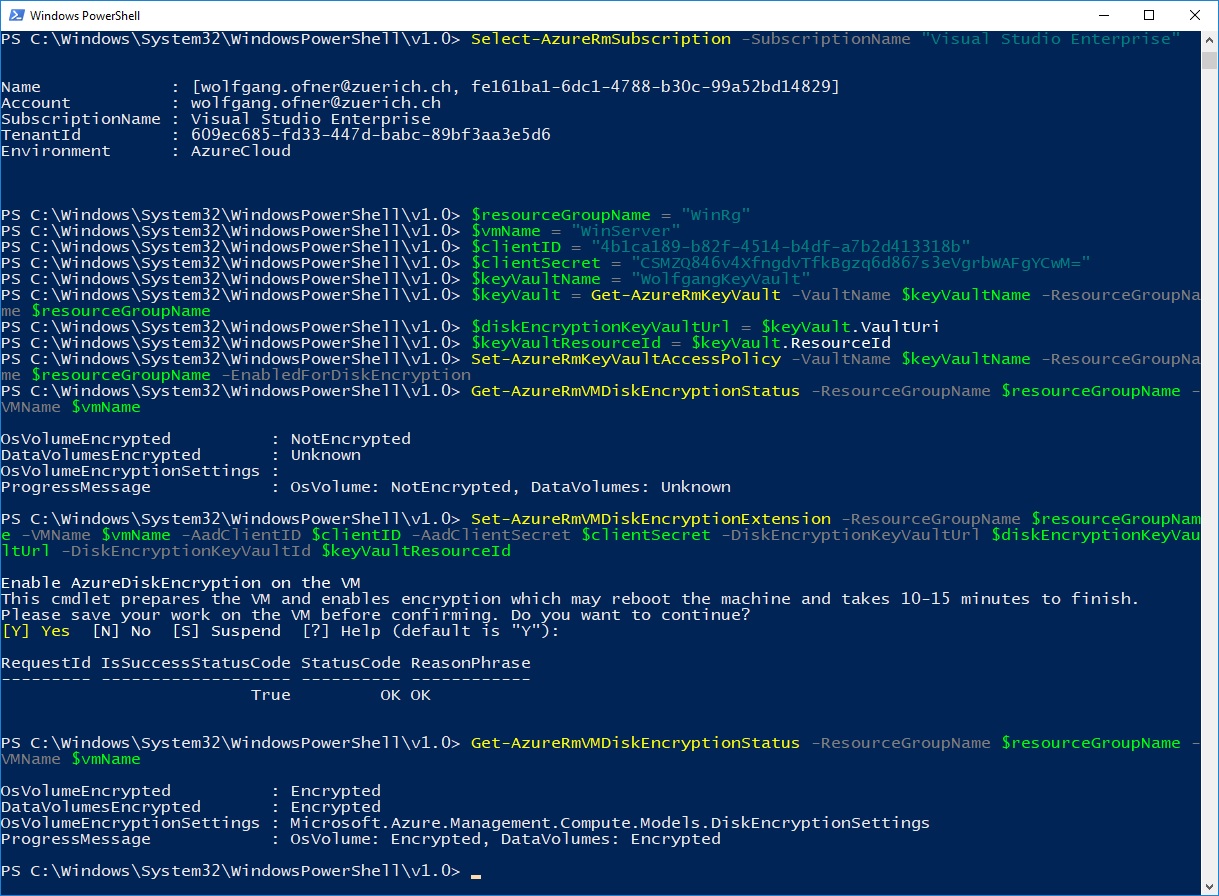 Windows PowerShell
PS C:\Windows\System32\WindowsPowerShell\v1.0> Select-AzureRmSubscription -SubscriptionName "Visual Studio Enterprise"
Name : [wolfgang.ofner@zuerich.ch, fe161ba1-6dc1-4788-b30c-99a52bd14829]
Account : wolfgang.ofner@zuerich.ch
SubscriptionName : Visual Studio Enterprise
TenantId : 609ec685-fd33-447d-babc-89bf3aa3e5d6
Environment : AzureCloud
PS C:\Windows\System32\WindowsPowerShell\v1.0> $resourceGroupName = "WinRg"
PS C:\Windows\System32\WindowsPowerShell\v1.0> $vmName = "WinServer"
PS C:\Windows\System32\WindowsPowerShell\v1.0> $clientID = "4b1ca189-b82f-4514-b4df-a7b2d413318b"
PS C:\Windows\System32\WindowsPowerShell\v1.0> $clientSecret = "CSMZQ846v4XfngdvTfkBgzq6d867s3eVgrbWAFgYCwM="
PS C:\Windows\System32\WindowsPowerShell\v1.0> $keyVaultName = "WolfgangKeyVault"
PS C:\Windows\System32\WindowsPowerShell\v1.0> $keyVault = Get-AzureRmKeyVault -VaultName $keyVaultName -ResourceGroupNa
me $resourceGroupName
PS C:\Windows\System32\WindowsPowerShell\v1.0> $diskEncryptionKeyVaultUrl = $keyVault.VaultUri
PS C:\Windows\System32\WindowsPowerShell\v1.0> $keyVaultResourceId = $keyVault.ResourceId
PS C:\Windows\System32\WindowsPowerShell\v1.0> Set-AzureRmKeyVaultAccessPolicy -VaultName $keyVaultName -ResourceGroupNa
me $resourceGroupName -EnabledForDiskEncryption
PS C:\Windows\System32\WindowsPowerShell\v1.0> Get-AzureRmVMDiskEncryptionStatus -ResourceGroupName $resourceGroupName -
VMName $vmName
OsVolumeEncrypted : NotEncrypted
DataVolumesEncrypted : Unknown
OsVolumeEncryptionSettings :
ProgressMessage : OsVolume: NotEncrypted, DataVolumes: Unknown
PS C:\Windows\System32\WindowsPowerShell\v1.0> Set-AzureRmVMDiskEncryptionExtension -ResourceGroupName $resourceGroupNam
e -VMName $vmName -AadClientID $clientID -AadClientSecret $clientSecret -DiskEncryptionKeyVaultUrl $diskEncryptionKeyVau
ltUrl -DiskEncryptionKeyVaultId $keyVaultResourceId
Enable AzureDiskEncryption on the VM
This cmdlet prepares the VM and enables encryption which may reboot the machine and takes 10-15 minutes to finish.
Please save your work on the VM before confirming. Do you want to continue?
[Y] Yes [N] No [S] Suspend [?] Help (default is "Y"):
RequestId IsSuccessStatusCode StatusCode ReasonPhrase
--------- ------------------- ---------- ------------
True OK OK
PS C:\Windows\System32\WindowsPowerShell\v1.0> Get-AzureRmVMDiskEncryptionStatus -ResourceGroupName $resourceGroupName -
VMName $vmName
OsVolumeEncrypted : Encrypted
DataVolumesEncrypted : Encrypted
OsVolumeEncryptionSettings : Microsoft.Azure.Management.Compute.Models.DiskEncryptionSettings
ProgressMessage : OsVolume: Encrypted, DataVolumes: Encrypted
PS C:\Windows\System32\WindowsPowerShell\v1.0>